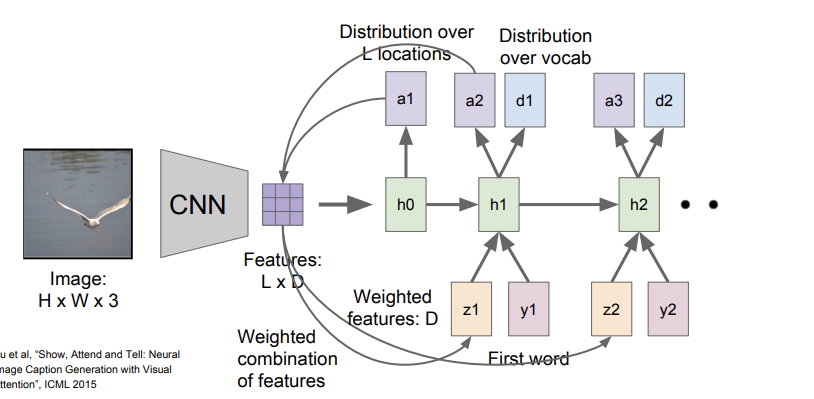 Distribution over
L locations
Distribution
over vocab
a1
a2
d1
a3
d2
CNN
h0
h1
h2
Features:
L x D
Image:
H x W x 3
Weighted
features: D
z1
y1
z2
y2
Weighted
combination
of features
First word
u et al, “Show, Attend and Tell: Neural
mage Caption Generation with Visual
ttention”, ICML 2015